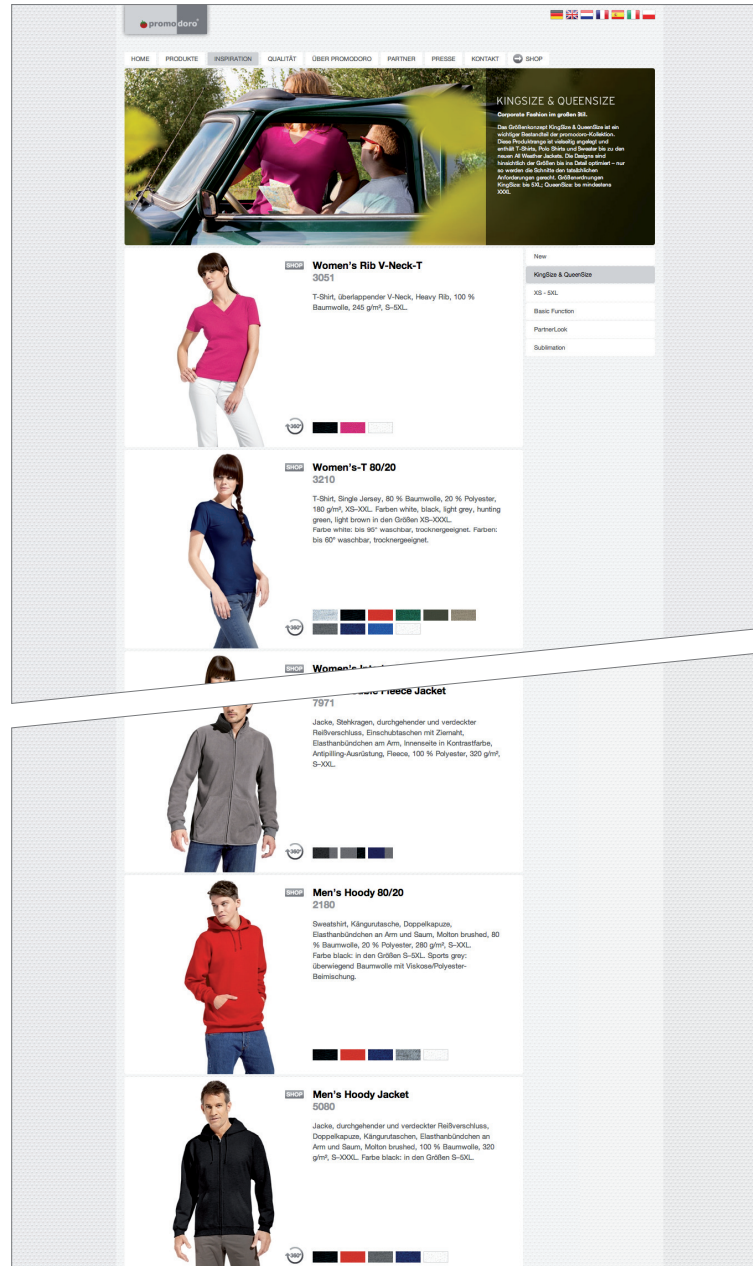 promodoro®
HOME PRODUKTE INSPIRATION QUALITÄT ÜBER PROMODORO PARTNER PRESSE KONTAKT SHOP
KINGSIZE & QUEENSIZE
Corporate Fashion im großen Stil.
Das Größenkonzept KingSize & QueenSize ist ein
wichtiger Bestandteil der promodoro-Kollektion.
Diese Produktrange ist vielseitig angelegt und
enthält T-Shirts, Polo Shirts und Sweater bis zu den
neuen All Weather Jackets. Die Designs sind
hinsichtlich der Größen bis ins Detail optimiert – nur
so werden die Schnitte den tatsächlichen
Anforderungen gerecht. Größenordnungen
KingSize: bis 5XL; QueenSize: bis mindestens
XXXL
New
KingSize & QueenSize
XS - 5XL
Basic Function
PartnerLook
Sublimation
SHOP Women's Rib V-Neck-T
3051
T-Shirt, überlappender V-Neck, Heavy Rib, 100 %
Baumwolle, 245 g/m², S–5XL.
360°
SHOP Women's-T 80/20
3210
T-Shirt, Single Jersey, 80 % Baumwolle, 20 % Polyester,
180 g/m², XS–XXL. Farben white, black, light grey, hunting
green, light brown in den Größen XS–XXXL.
Farbe white: bis 95° waschbar, trocknergeeignet. Farben:
bis 60° waschbar, trocknergeeignet.
360°
SHOP Women's
Fleece Jacket
7971
Jacke, Stehkragen, durchgehender und verdeckter
Reißverschluss, Einschubtaschen mit Ziernaht,
Elasthanbündchen am Arm, Innenseite in Kontrastfarbe,
Antipilling-Ausrüstung, Fleece, 100 % Polyester, 320 g/m²,
S–XXL.
360°
SHOP Men's Hoody 80/20
2180
Sweatshirt, Kängurutasche, Doppelkapuze,
Elasthanbündchen an Arm und Saum, Molton brushed, 80
% Baumwolle, 20 % Polyester, 280 g/m², S–XXL.
Farbe black: in den Größen S–5XL. Sports grey:
überwiegend Baumwolle mit Viskose/Polyester-
Beimischung.
SHOP Men's Hoody Jacket
5080
Jacke, durchgehender und verdeckter Reißverschluss,
Doppelkapuze, Kängurutaschen, Elasthanbündchen an
Arm und Saum, Molton brushed, 100 % Baumwolle, 320
g/m², S–XXXL. Farbe black: in den Größen S–5XL.
360°